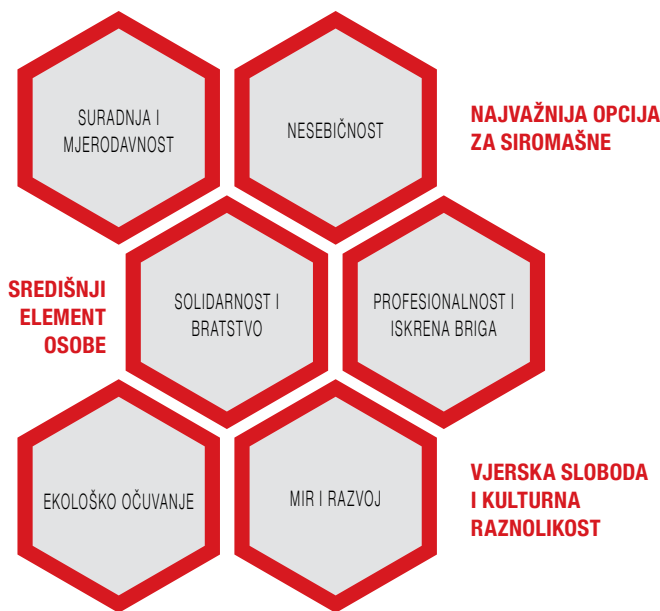 SURADNJA I
MJERODAVNOST
NESEBIČNOST
NAJVAŽNIJA OPCIJA
ZA SIROMAŠNE
SREDIŠNJI
ELEMENT
OSOBE
SOLIDARNOST I
BRATSTVO
PROFESIONALNOST I
ISKRENA BRIGA
EKOLOŠKO OČUVANJE
MIR I RAZVOJ
VJERSKA SLOBODA
I KULTURNA
RAZNOLIKOST